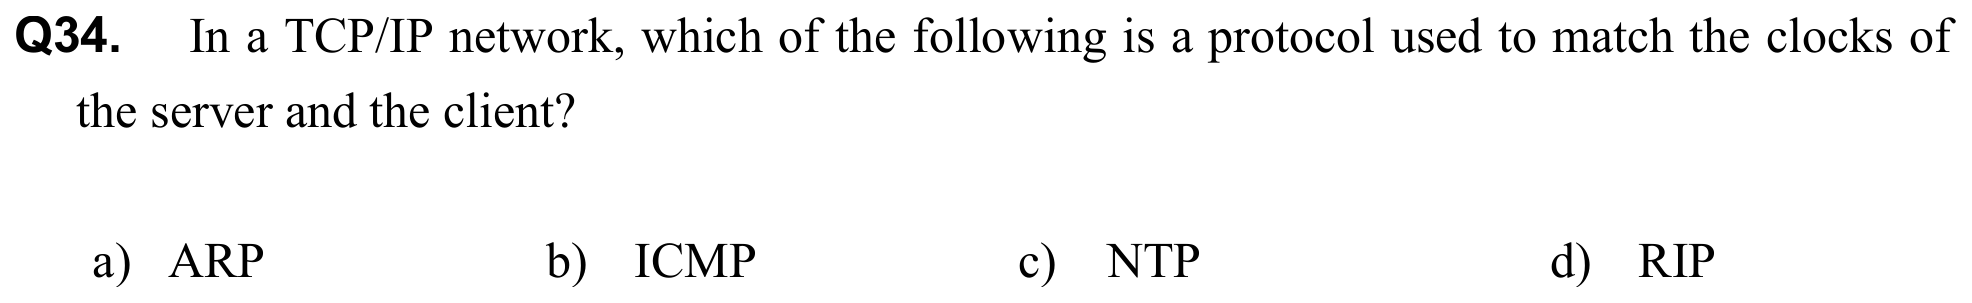 Q34. In a TCP/IP network, which of the following is a protocol used to match the clocks of
the server and the client?
a) ARP b) ICMP c) NTP d) RIP